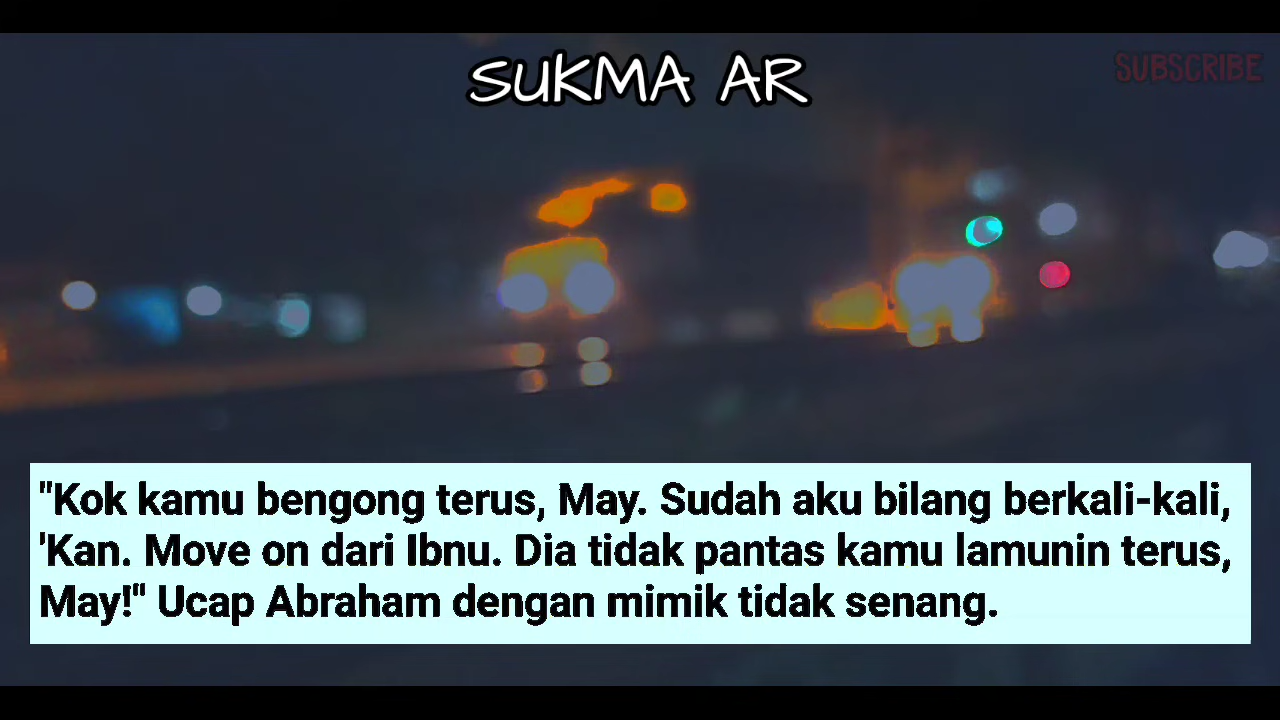 SUKMA AR
SUBSCRIBE
"Kok kamu bengong terus, May. Sudah aku bilang berkali-kali,
'Kan. Move on dari Ibnu. Dia tidak pantas kamu lamunin terus,
May!" Ucap Abraham dengan mimik tidak senang.